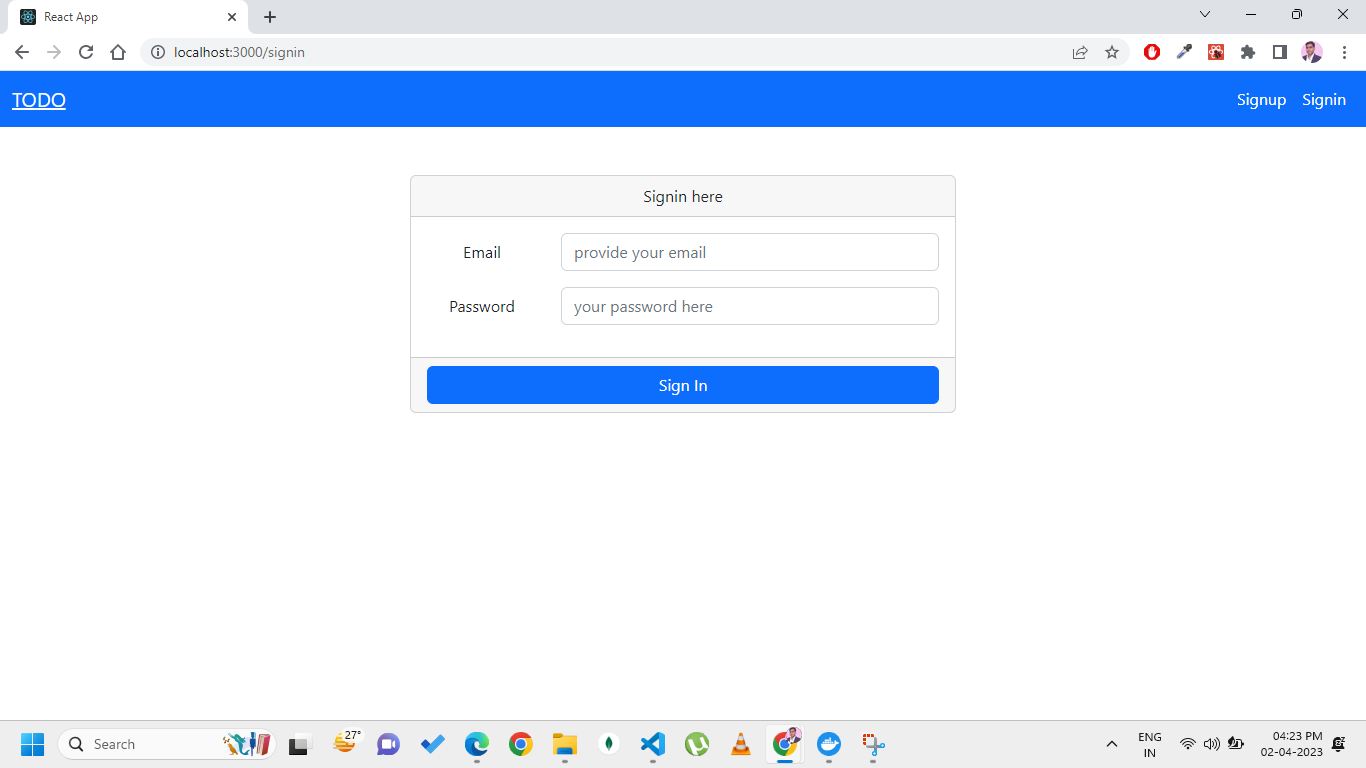 React App
localhost:3000/signin
TODO Signup Signin
Signin here
Email provide your email
Password your password here
Sign In
27°
Search
ENG
IN
04:23 PM
02-04-2023